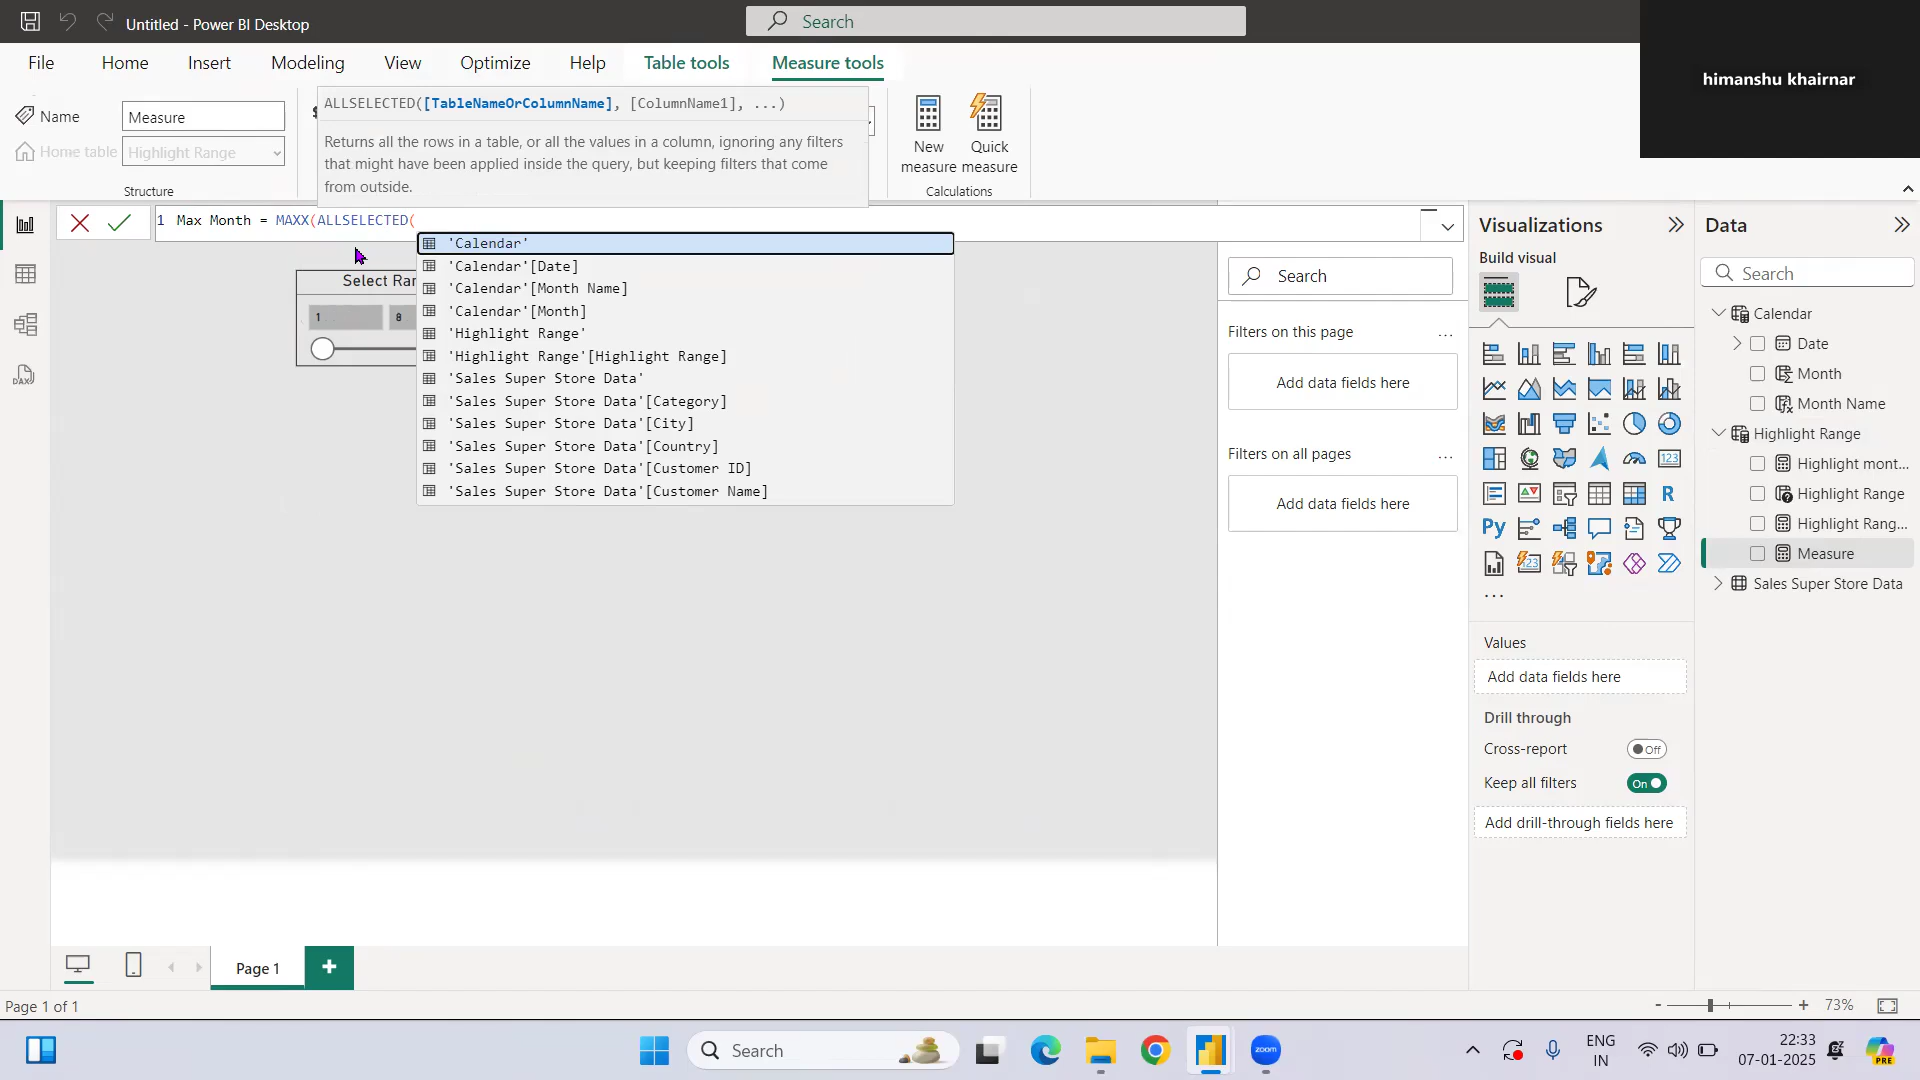 Untitled - Power BI Desktop
Search
himanshu khairnar
File
Home
Insert
Modeling
View
Optimize
Help
Table tools
Measure tools
Name
Measure
Home table
Highlight Range
Structure
ALLSELECTED([TableNameOrColumnName], [ColumnName1], ...)
Returns all the rows in a table, or all the values in a column, ignoring any filters
that might have been applied inside the query, but keeping filters that come
from outside.
New
measure
Quick
measure
Calculations
1 Max Month = MAXX(ALLSELECTED(
'Calendar'
'Calendar'[Date]
'Calendar'[Month Name]
'Calendar'[Month]
'Highlight Range'
'Highlight Range'[Highlight Range]
'Sales Super Store Data'
'Sales Super Store Data'[Category]
'Sales Super Store Data'[City]
'Sales Super Store Data'[Country]
'Sales Super Store Data'[Customer ID]
'Sales Super Store Data'[Customer Name]
Select Ran
1
8
Search
Filters on this page
...
Add data fields here
Filters on all pages
...
Add data fields here
Visualizations
Build visual
123
R
Py
...
Values
Add data fields here
Drill through
Cross-report
Off
Keep all filters
On
Add drill-through fields here
Data
Search
Calendar
Date
Month
Month Name
Highlight Range
Highlight mont...
Highlight Range
Highlight Rang...
Measure
Sales Super Store Data
DAX
Page 1
Page 1 of 1
- + 73%
Search
zoom
ENG
IN
22:33
07-01-2025
PRE